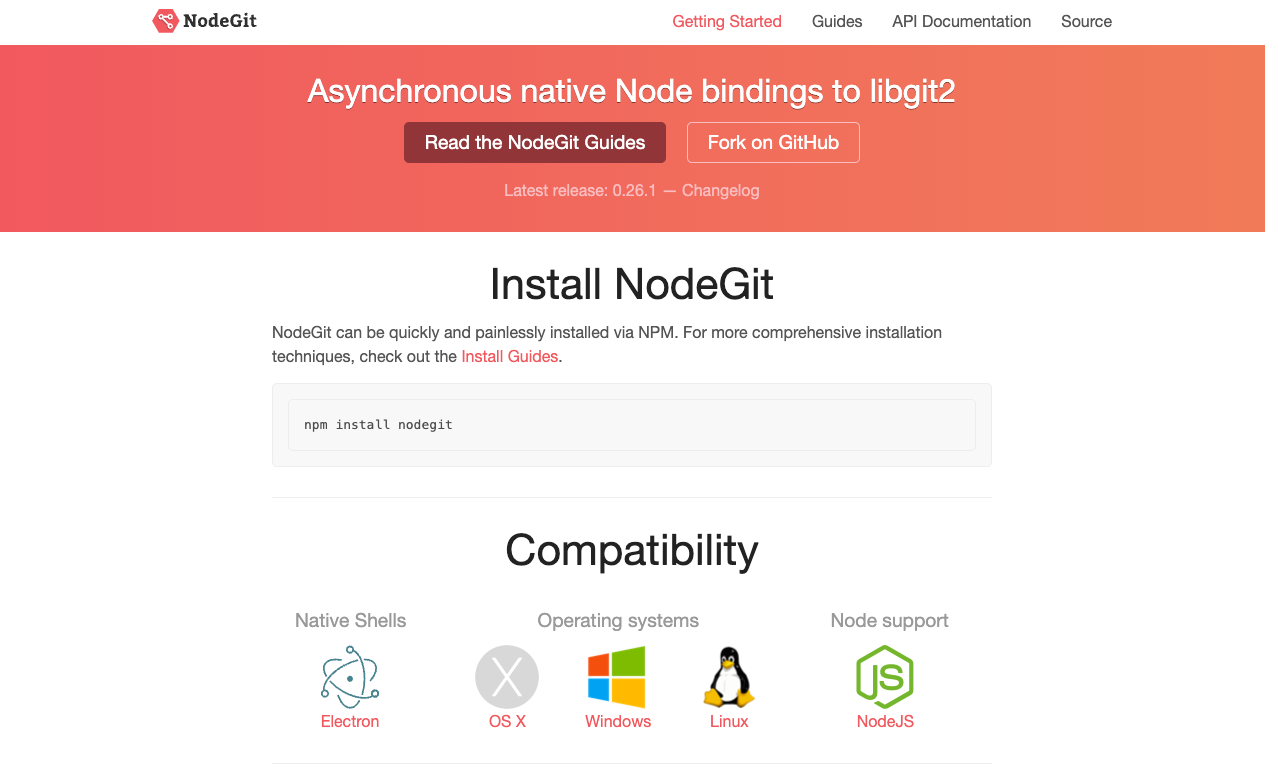 NodeGit
Getting Started
Guides
API Documentation
Source
Asynchronous native Node bindings to libgit2
Read the NodeGit Guides
Fork on GitHub
Latest release: 0.26.1 — Changelog
Install NodeGit
NodeGit can be quickly and painlessly installed via NPM. For more comprehensive installation
techniques, check out the Install Guides.
npm install nodegit
Compatibility
Native Shells
Operating systems
Node support
X
JS
Electron
OS X
Windows
Linux
NodeJS